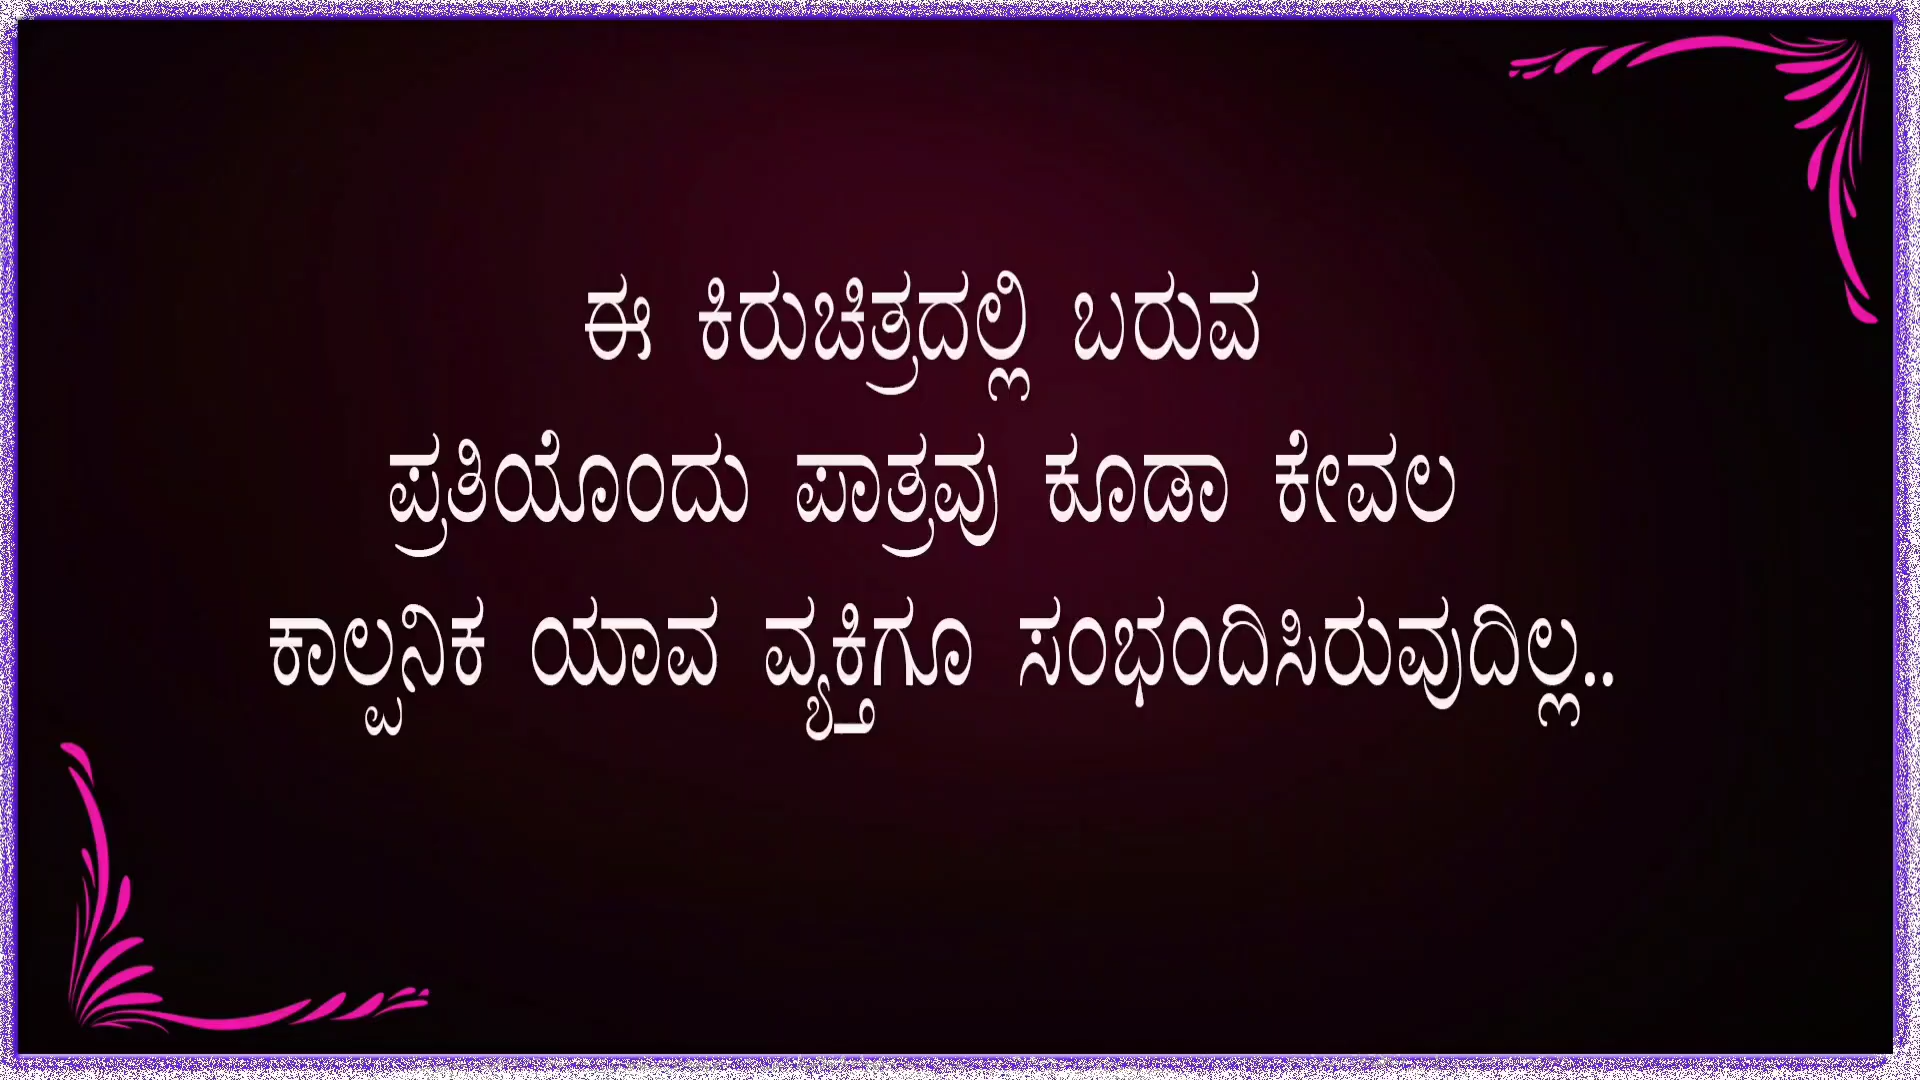 ಈ ಕಿರುಚಿತ್ರದಲ್ಲಿ ಬರುವ
ಪ್ರತಿಯೊಂದು ಪಾತ್ರವು ಕೂಡಾ ಕೇವಲ
ಕಾಲ್ಪನಿಕ ಯಾವ ವ್ಯಕ್ತಿಗೂ ಸಂಭಂದಿಸಿರುವುದಿಲ್ಲ..